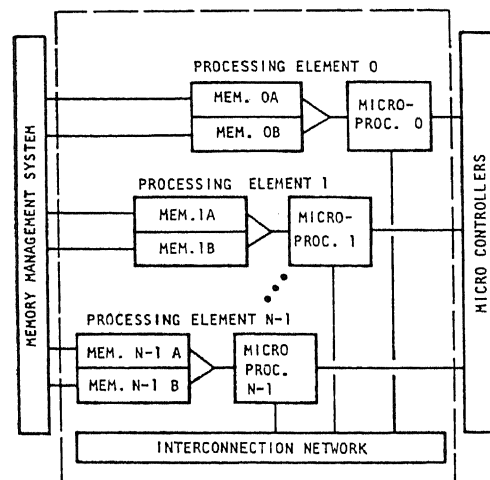 PROCESSING ELEMENT 0
MEM. 0A
MEM. 0B
MICRO-
PROC. 0
PROCESSING ELEMENT 1
MEM.1A
MEM.1B
MICRO-
PROC. 1
PROCESSING ELEMENT N-1
MEM. N-1 A
MEM. N-1 B
MICRO
PROC.
N-1
INTERCONNECTION NETWORK
MEMORY MANAGEMENT SYSTEM
MICRO CONTROLLERS